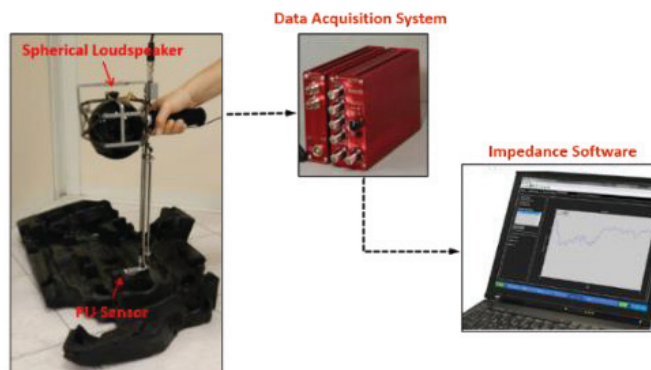 Data Acquisition System
Spherical Loudspeaker
Impedance Software
PU Sensor